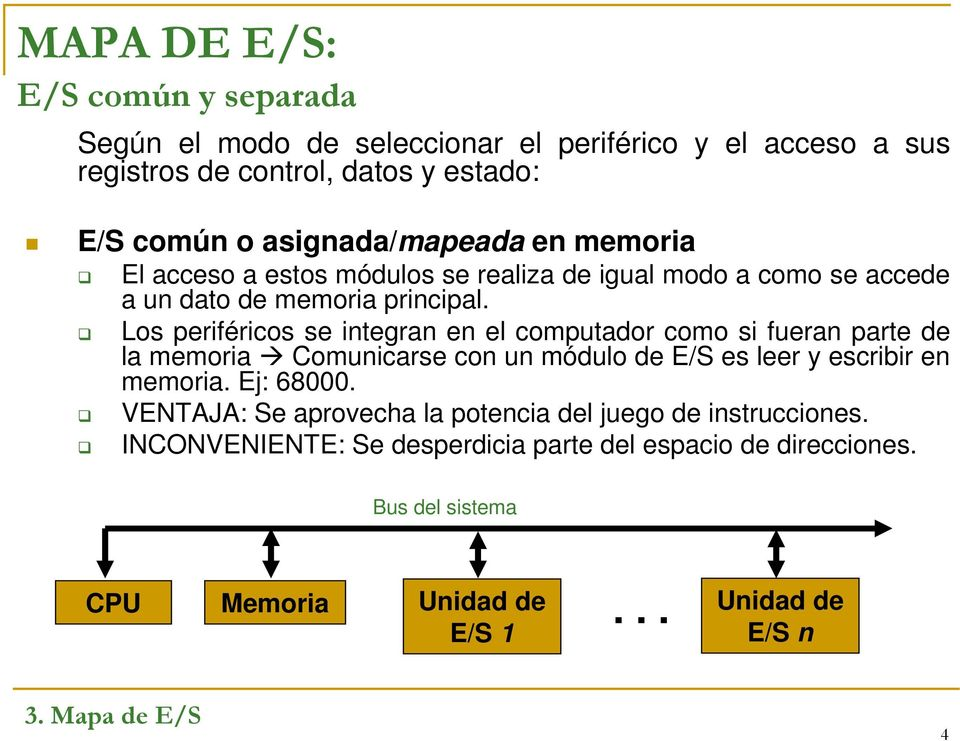 MAPA DE E/S:
E/S común y separada
Según el modo de seleccionar el periférico y el acceso a sus
registros de control, datos y estado:
E/S común o asignada/mapeada en memoria
El acceso a estos módulos se realiza de igual modo a como se accede
a un dato de memoria principal.
Los periféricos se integran en el computador como si fueran parte de
la memoria → Comunicarse con un módulo de E/S es leer y escribir en
memoria. Ej: 68000.
VENTAJA: Se aprovecha la potencia del juego de instrucciones.
INCONVENIENTE: Se desperdicia parte del espacio de direcciones.
Bus del sistema
CPU
Memoria
Unidad de
E/S 1
...
Unidad de
E/S n
3. Mapa de E/S
4